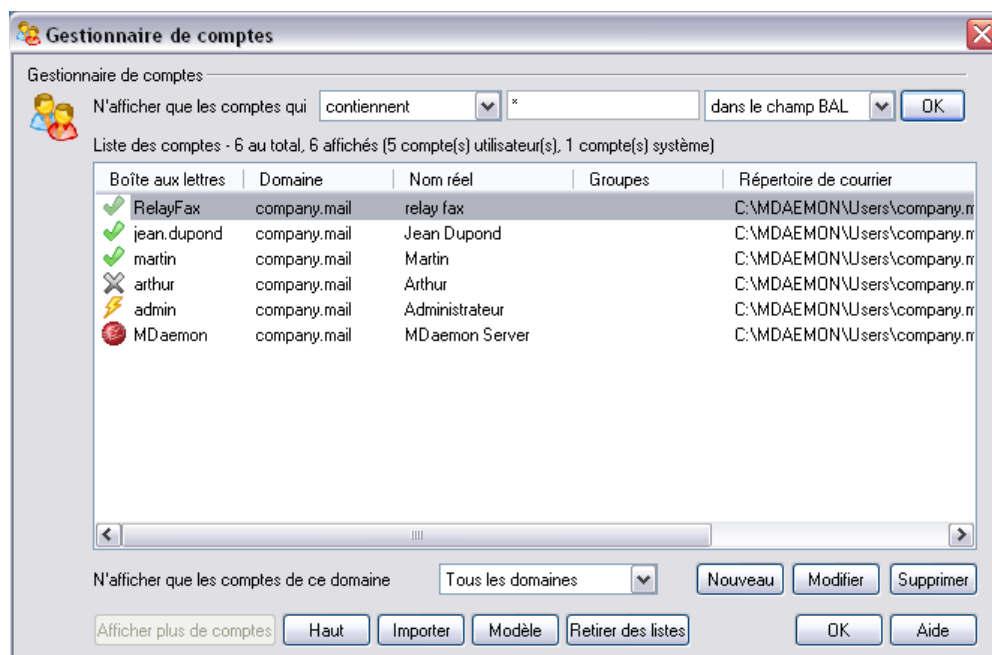 Gestionnaire de comptes
Gestionnaire de comptes
N'afficher que les comptes qui contiennent * dans le champ BAL OK
Liste des comptes - 6 au total, 6 affichés (5 compte(s) utilisateur(s), 1 compte(s) système)
Boîte aux lettres Domaine Nom réel Groupes Répertoire de courrier
RelayFax company.mail relay fax C:\MDAEMON\Users\company.m
jean.dupond company.mail Jean Dupond C:\MDAEMON\Users\company.m
martin company.mail Martin C:\MDAEMON\Users\company.m
arthur company.mail Arthur C:\MDAEMON\Users\company.m
admin company.mail Administrateur C:\MDAEMON\Users\company.m
MDaemon company.mail MDaemon Server C:\MDAEMON\Users\company.m
N'afficher que les comptes de ce domaine Tous les domaines Nouveau Modifier Supprimer
Afficher plus de comptes Haut Importer Modèle Retirer des listes OK Aide